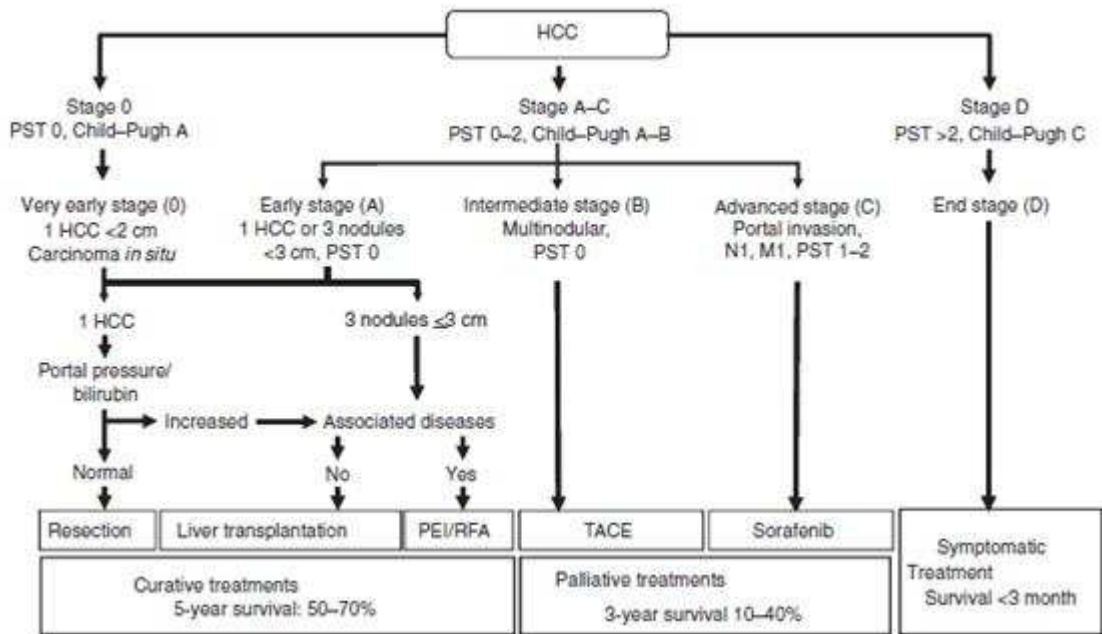 HCC
Stage 0
PST 0, Child–Pugh A
Stage A–C
PST 0–2, Child–Pugh A–B
Stage D
PST >2, Child–Pugh C
Very early stage (0)
1 HCC <2 cm
Carcinoma in situ
Early stage (A)
1 HCC or 3 nodules
<3 cm, PST 0
Intermediate stage (B)
Multinodular,
PST 0
Advanced stage (C)
Portal invasion,
N1, M1, PST 1–2
End stage (D)
1 HCC
3 nodules ≤3 cm
Portal pressure/
bilirubin
Increased
Associated diseases
Normal
No
Yes
Resection
Liver transplantation
PEI/RFA
TACE
Sorafenib
Curative treatments
5-year survival: 50–70%
Palliative treatments
3-year survival 10–40%
Symptomatic
Treatment
Survival <3 month